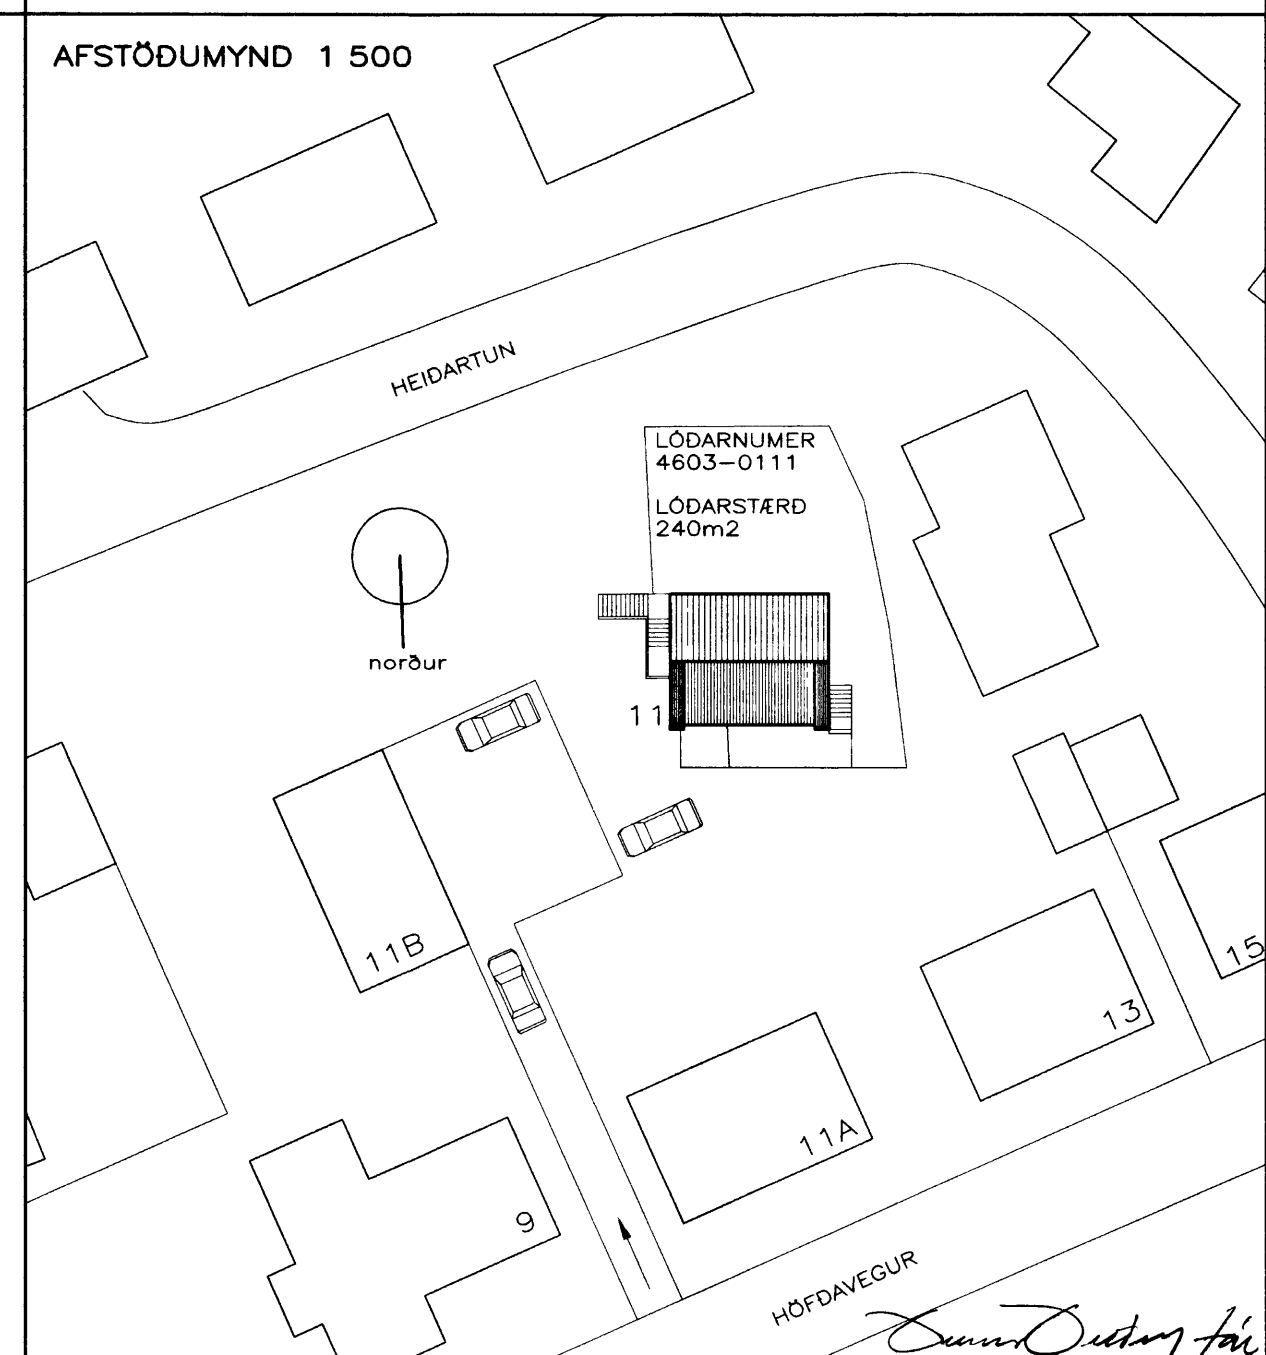 AFSTÖÐUMYND 1 500
HEIÐARTUN
LÓÐARNUMER
4603-0111
LÓÐARSTÆRÐ
240m2
norður
11
11B
15
13
11A
9
HÖFÐAVEGUR